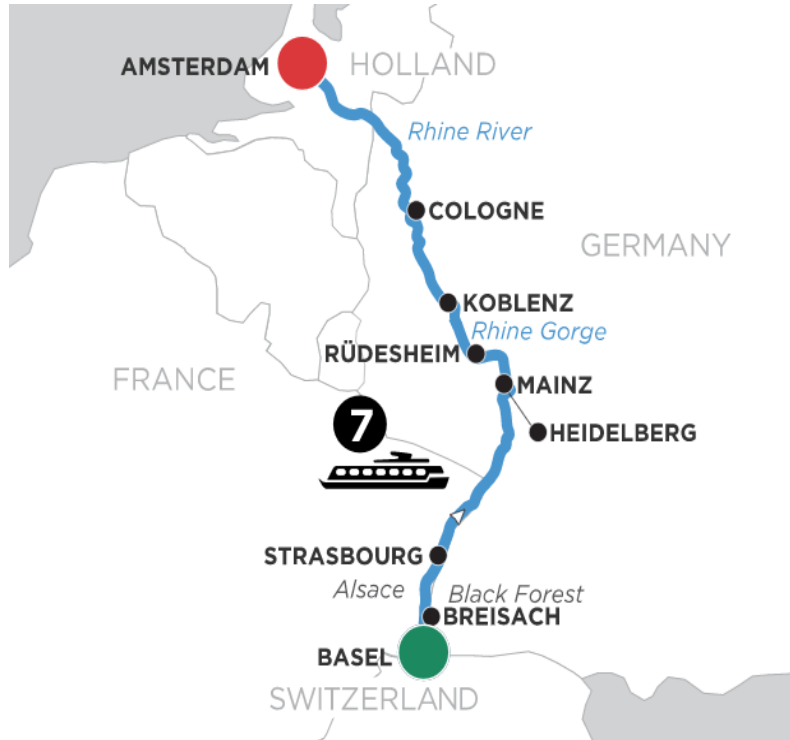 AMSTERDAM
HOLLAND
Rhine River
COLOGNE
GERMANY
KOBLENZ
Rhine Gorge
RÜDESHEIM
FRANCE
MAINZ
7
HEIDELBERG
STRASBOURG
Alsace
Black Forest
BREISACH
BASEL
SWITZERLAND